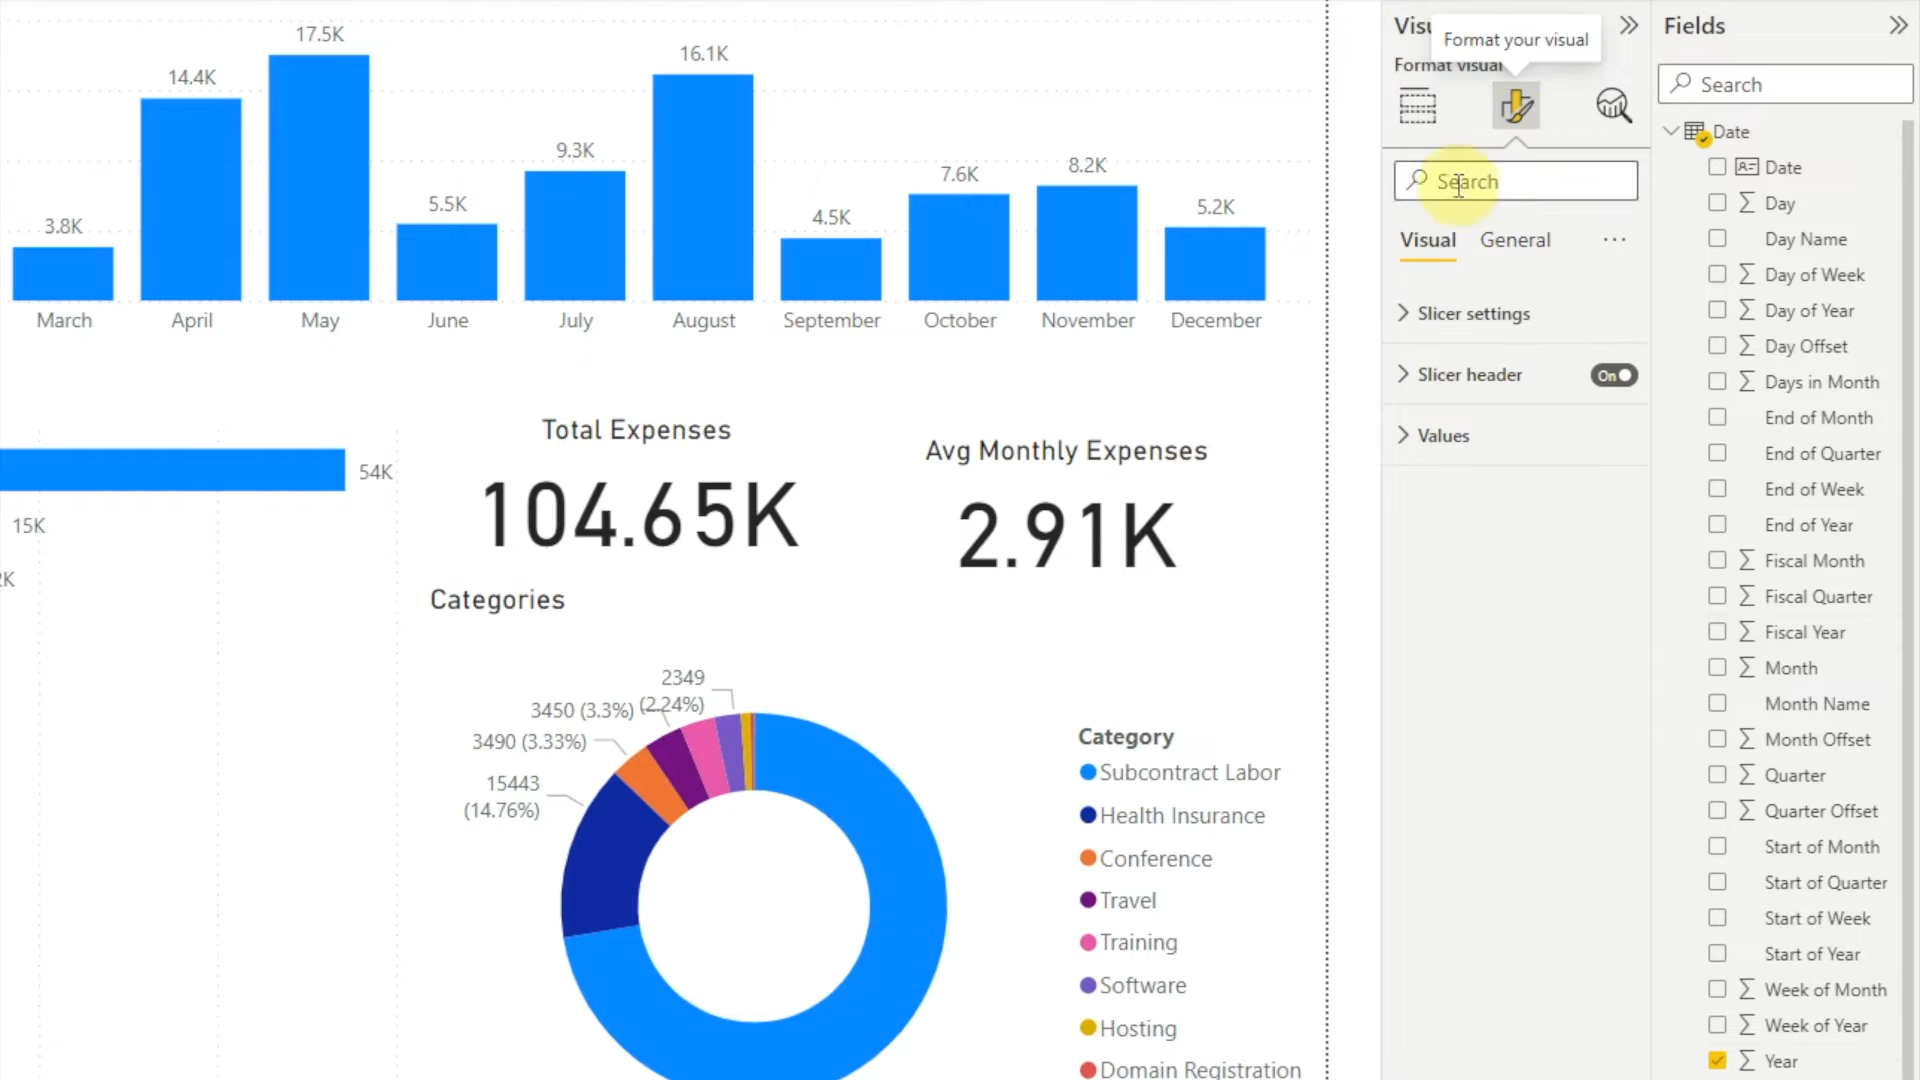 17.5K
16.1K
14.4K
9.3K
8.2K
7.6K
5.5K
5.2K
4.5K
3.8K
March
April
May
June
July
August
September
October
November
December
54K
15K
2K
Total Expenses
104.65K
Avg Monthly Expenses
2.91K
Categories
2349
(2.24%)
3450 (3.3%)
3490 (3.33%)
15443
(14.76%)
Category
Subcontract Labor
Health Insurance
Conference
Travel
Training
Software
Hosting
Domain Registration
Format your visual
Format visual
Search
Visual
General
Slicer settings
Slicer header
On
Values
Fields
Search
Date
Date
Day
Day Name
Day of Week
Day of Year
Day Offset
Days in Month
End of Month
End of Quarter
End of Week
End of Year
Fiscal Month
Fiscal Quarter
Fiscal Year
Month
Month Name
Month Offset
Quarter
Quarter Offset
Start of Month
Start of Quarter
Start of Week
Start of Year
Week of Month
Week of Year
Year